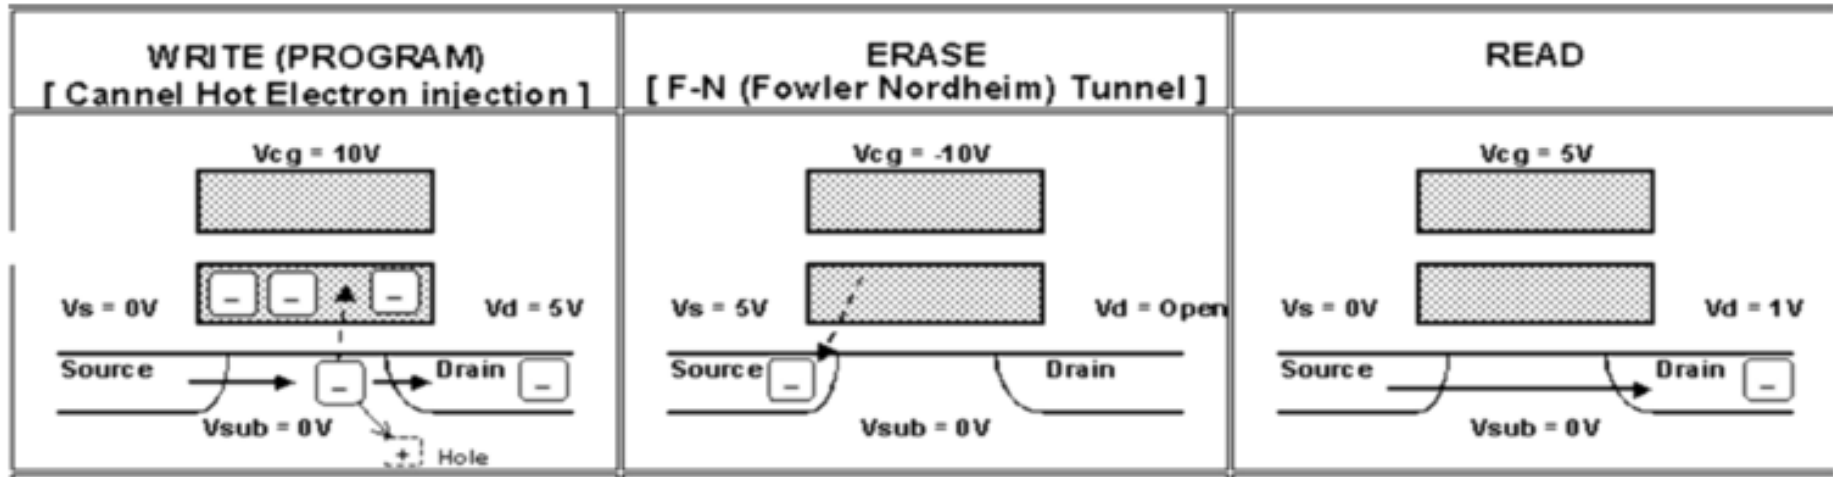 WRITE (PROGRAM)
[ Cannel Hot Electron injection ]
ERASE
[ F-N (Fowler Nordheim) Tunnel ]
READ
Vcg = 10V
Vs = 0V
Vd = 5V
Source
Drain
Vsub = 0V
Hole
Vcg = -10V
Vs = 5V
Vd = Open
Source
Drain
Vsub = 0V
Vcg = 5V
Vs = 0V
Vd = 1V
Source
Drain
Vsub = 0V